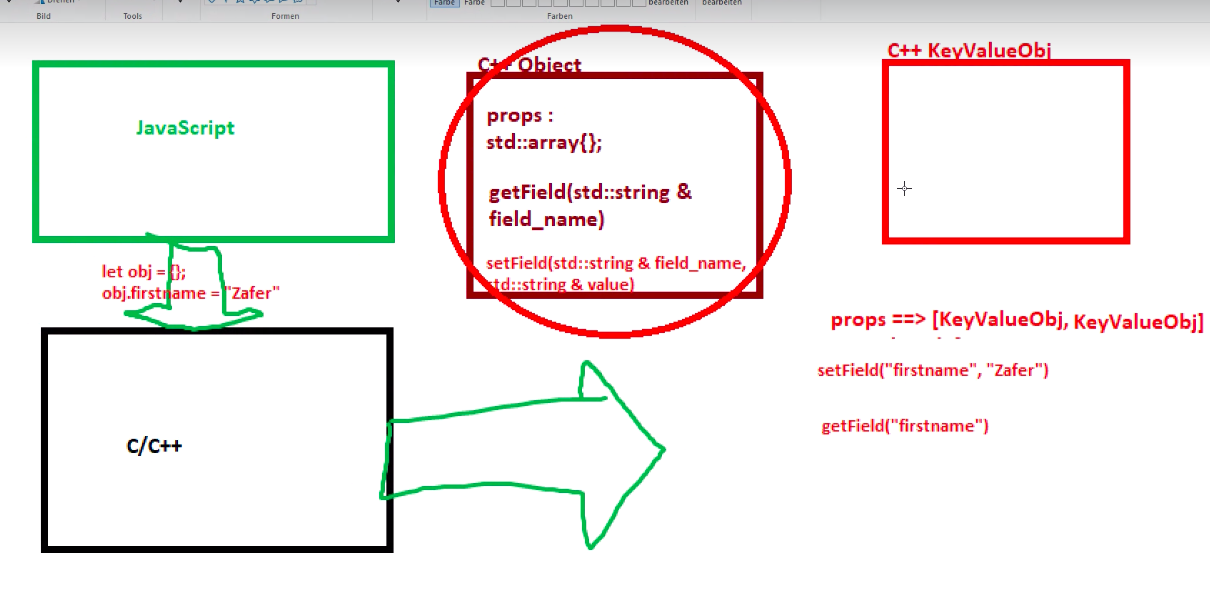 Farbe Farbe bearbeiten bearbeiten
Bild Tools Formen Farben
JavaScript
let obj = {};
obj.firstname = "Zafer"
C/C++
C++ Object
props :
std::array{};
getField(std::string &
field_name)
setField(std::string & field_name,
std::string & value)
C++ KeyValueObj
props ==> [KeyValueObj, KeyValueObj]
setField("firstname", "Zafer")
getField("firstname")